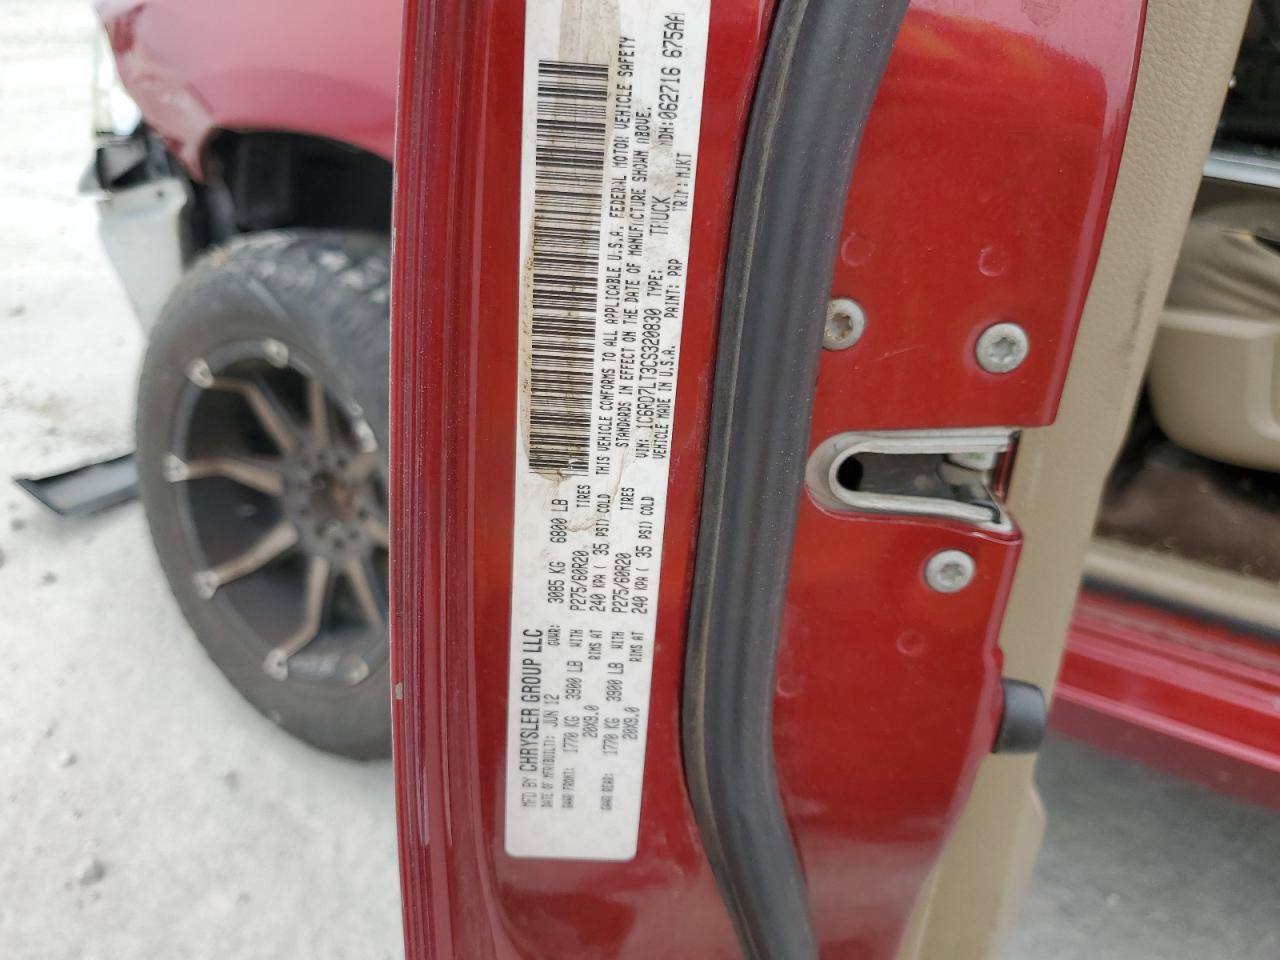 MFD BY CHRYSLER GROUP LLC
DATE OF MFR(BUILT): JUN 12 GVWR: 3085 KG 6800 LB
GAWR FRONT: 1770 KG 3900 LB WITH P275/60R20 TIRES
20X9.0 RIMS AT 240 KPA ( 35 PSI) COLD
GAWR REAR: 1770 KG 3900 LB WITH P275/60R20 TIRES
20X9.0 RIMS AT 240 KPA ( 35 PSI) COLD
THIS VEHICLE CONFORMS TO ALL APPLICABLE U.S.A. FEDERAL MOTOR VEHICLE SAFETY
STANDARDS IN EFFECT ON THE DATE OF MANUFACTURE SHOWN ABOVE.
VIN: 1C6RD7LT3CS320830 TYPE: TRUCK MDH:062716 675AA
VEHICLE MADE IN U.S.A. PAINT: PRP TRIM: MJKT